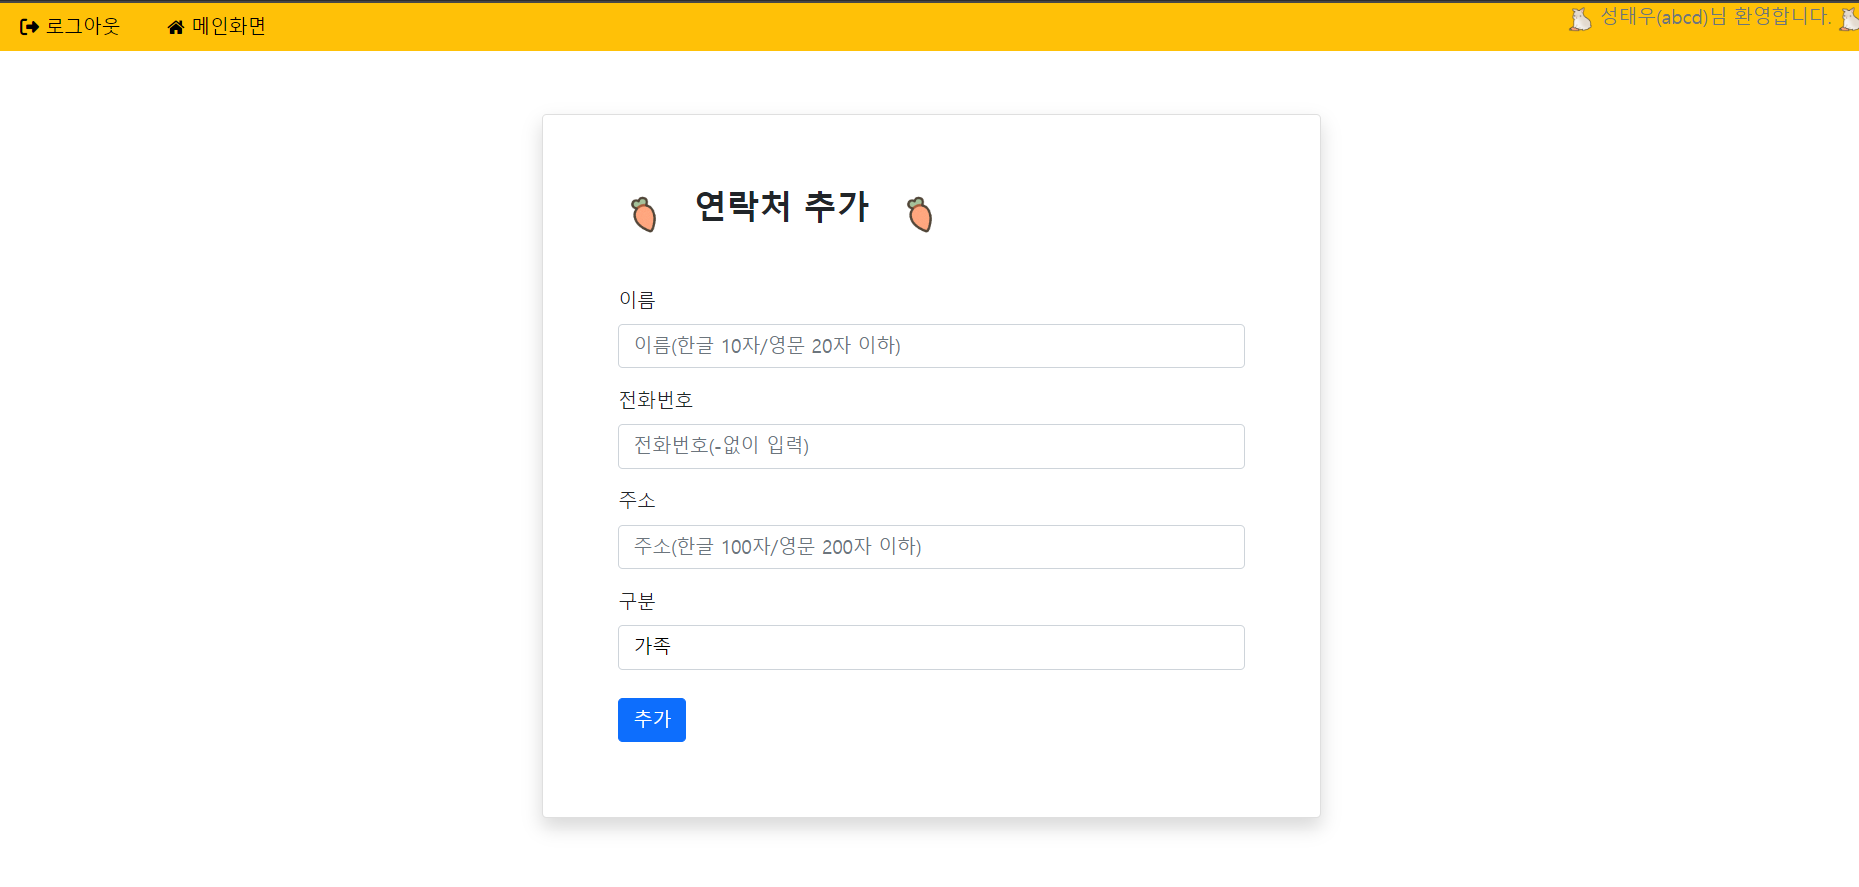 로그아웃 메인화면 성태우(abcd)님 환영합니다.
연락처 추가
이름
이름(한글 10자/영문 20자 이하)
전화번호
전화번호(-없이 입력)
주소
주소(한글 100자/영문 200자 이하)
구분
가족
추가